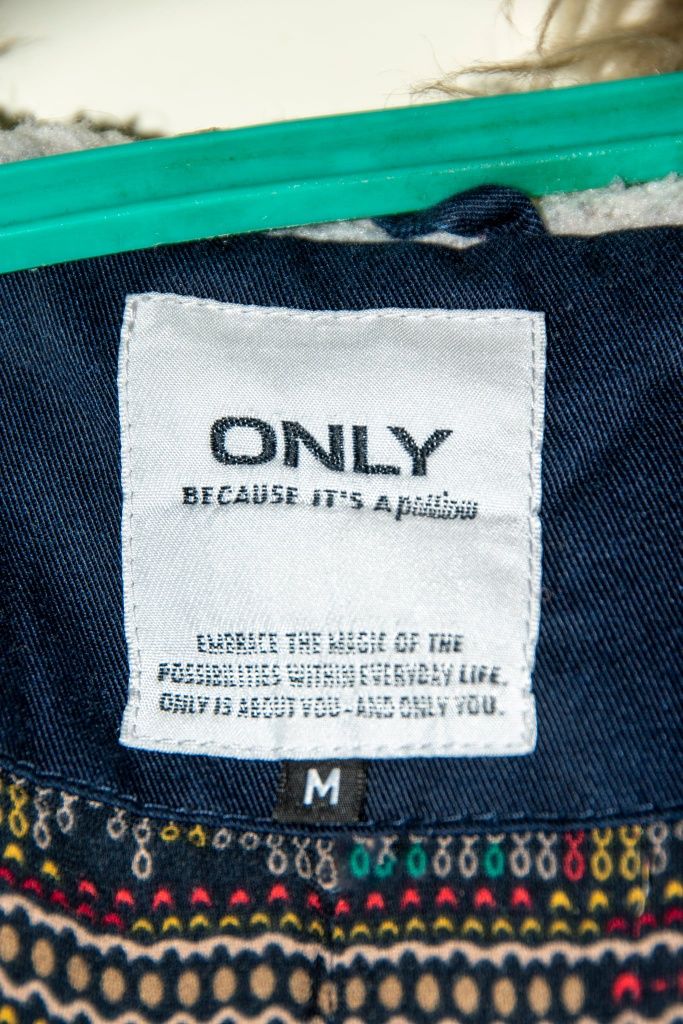 ONLY
BECAUSE IT'S A
EMBRACE THE MAGIC OF THE
POSSIBILITIES WITHIN EVERYDAY LIFE.
ONLY IS ABOUT YOU-AND ONLY YOU.
M